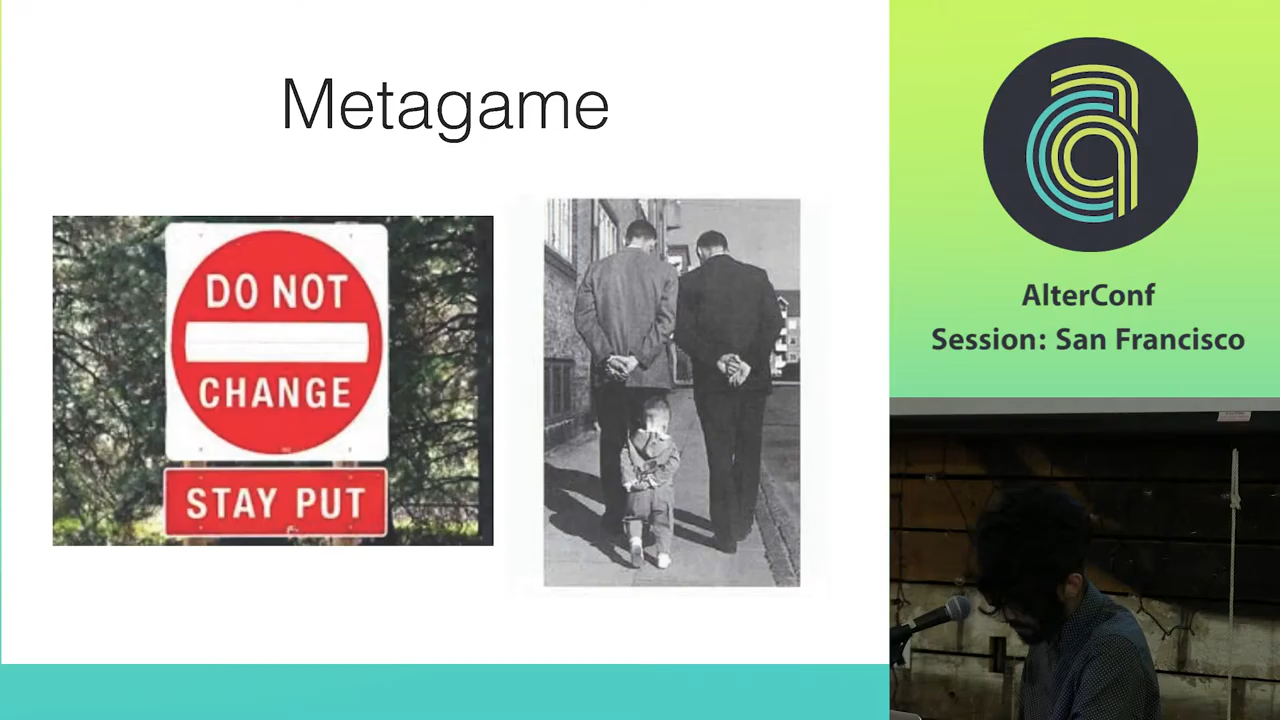 Metagame
DO NOT
CHANGE
STAY PUT
AlterConf
Session: San Francisco